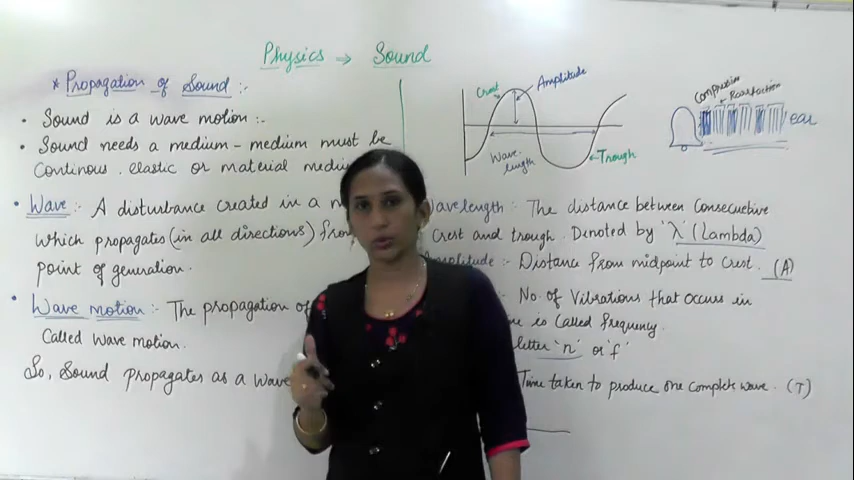 Physics → Sound
* Propagation of Sound :-
• Sound is a wave motion :-
• Sound needs a medium - medium must be
Continous, elastic or material
• Wave :- A disturbance created in a
which propagates (in all directions)
point of generation.
• Wave motion :- The propagation of
Called Wave motion.
So, Sound propagates as a wave
Crest
Amplitude
Wave-length
Trough
Compression
Rarefaction
ear
Wavelength :- The distance between Consecutive
Crest and trough. Denoted by 'λ' (Lambda)
Amplitude :- Distance from midpoint to Crest. (A)
:- No. of Vibrations that occurs in
is Called frequency.
letter 'n' or 'f'
Time taken to produce one complete wave. (T)